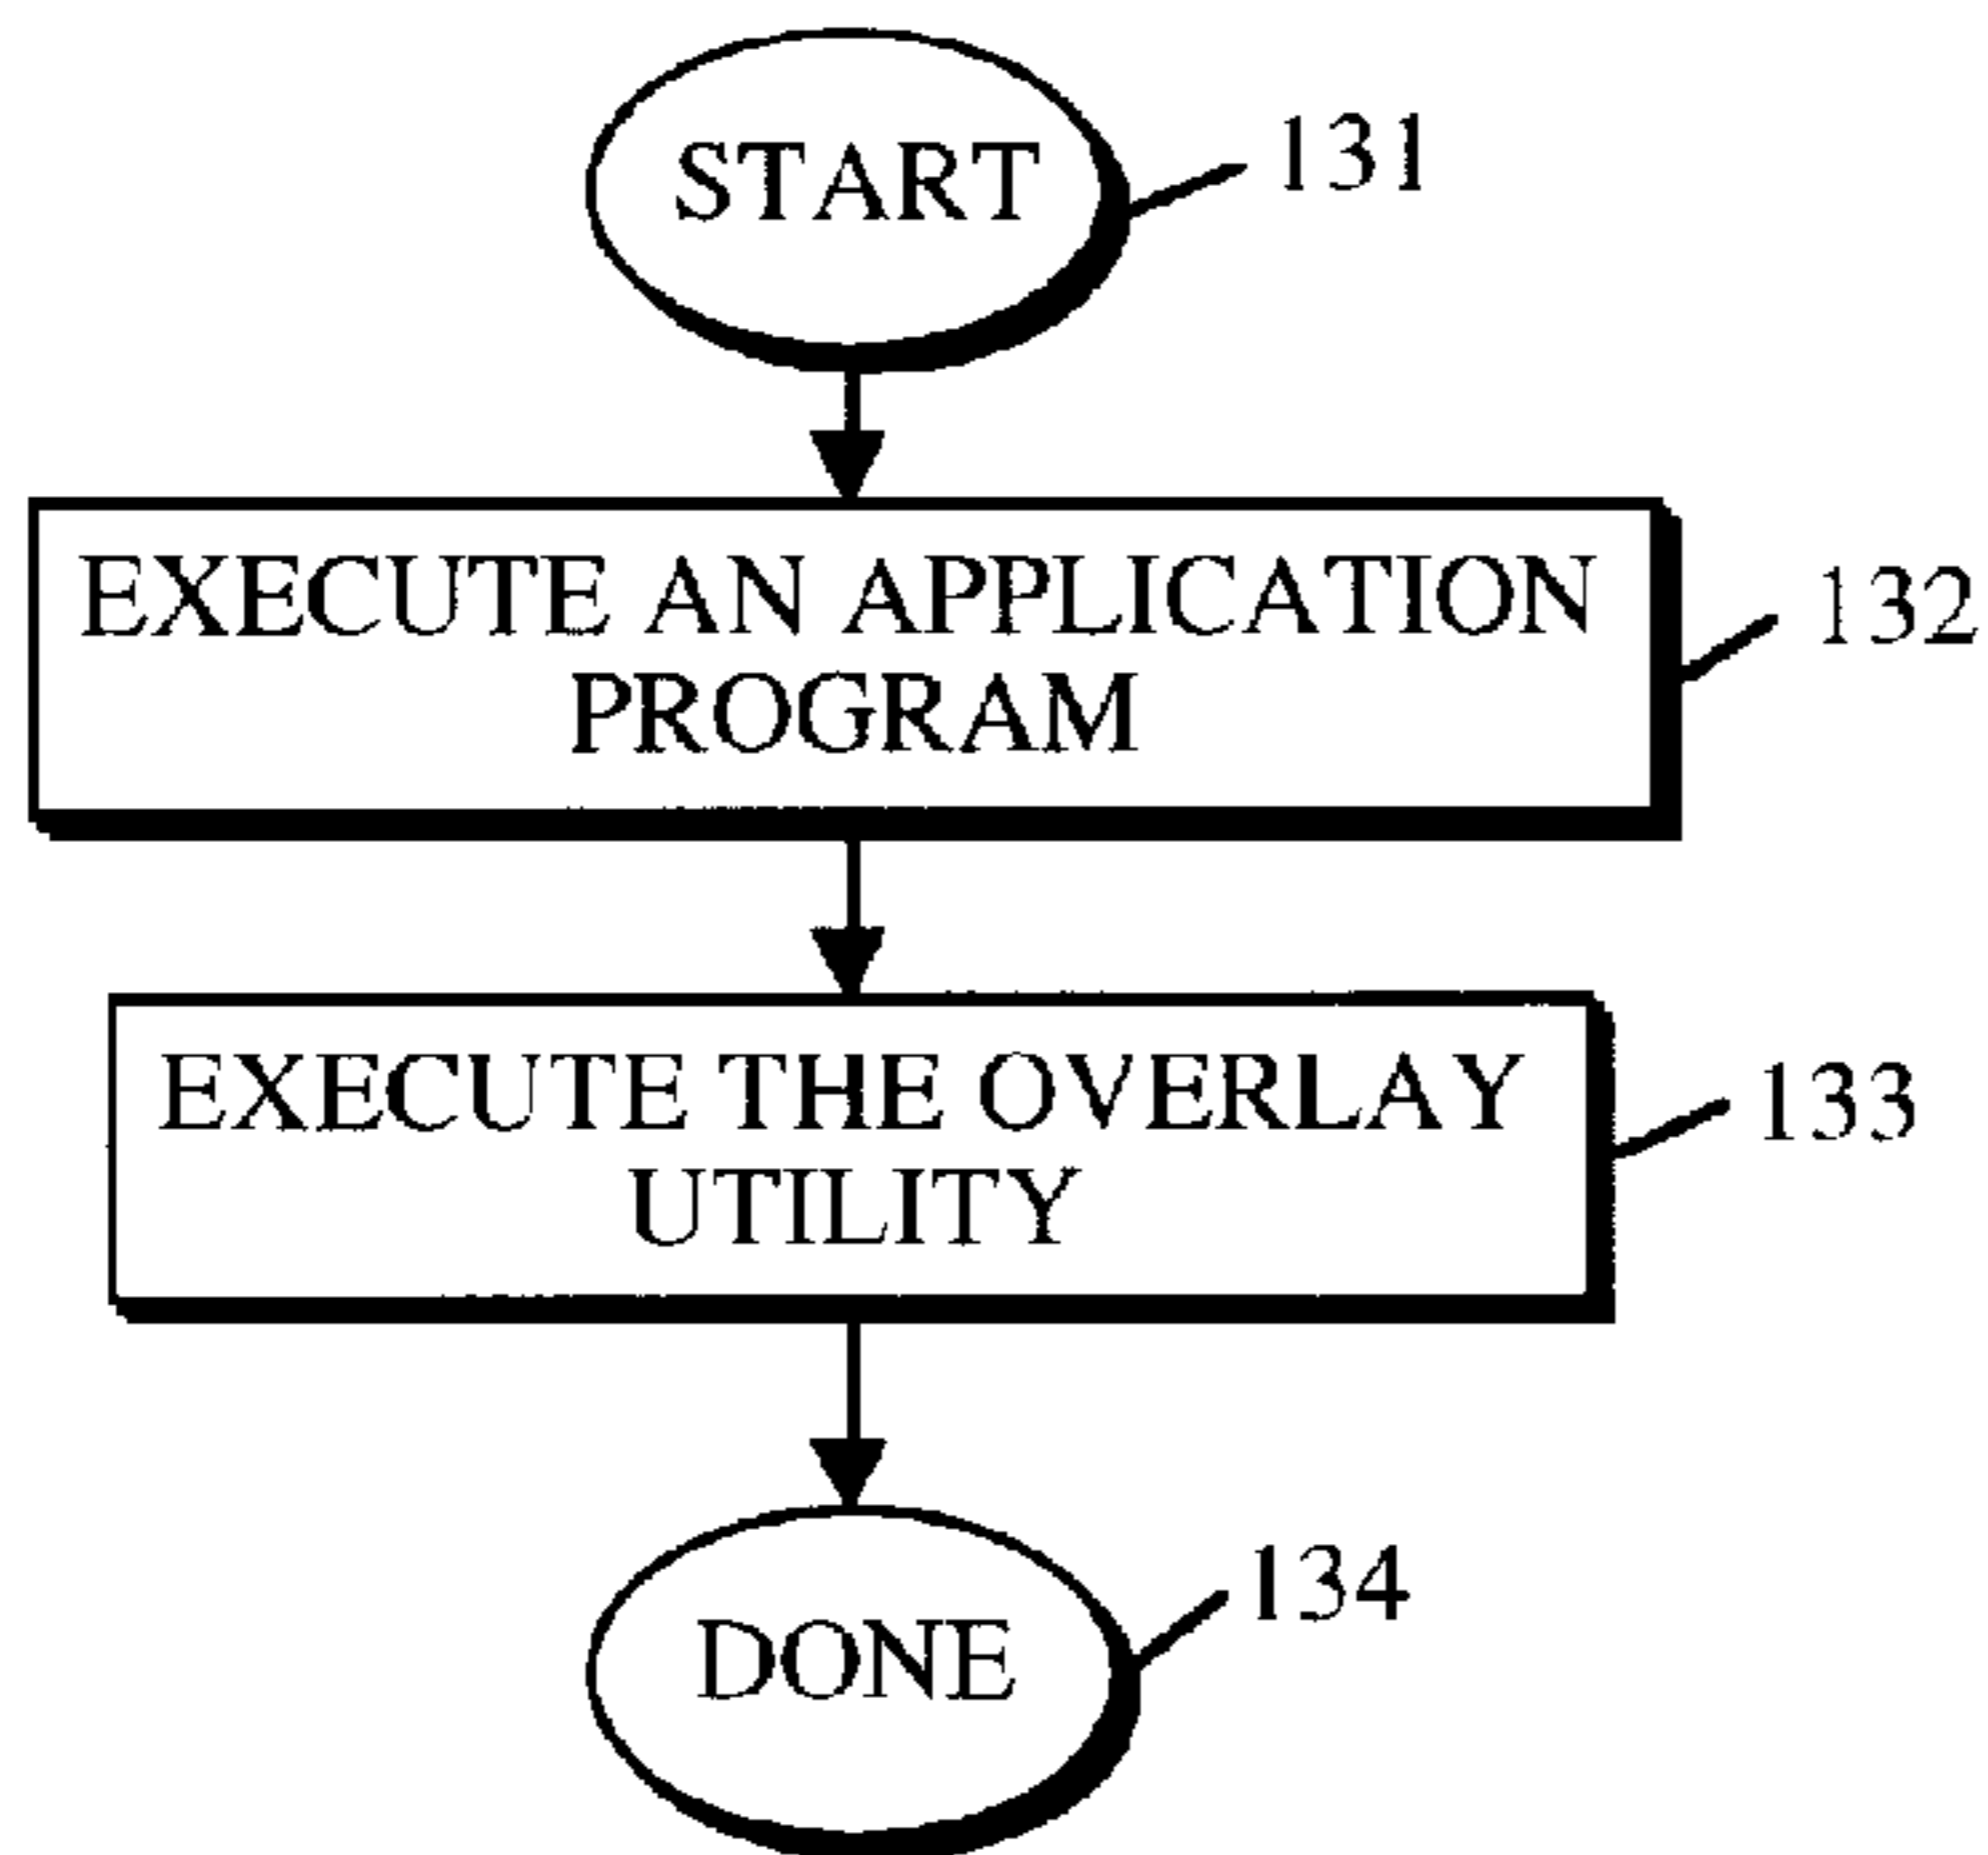 START
131
EXECUTE AN APPLICATION
PROGRAM
132
EXECUTE THE OVERLAY
UTILITY
133
DONE
134